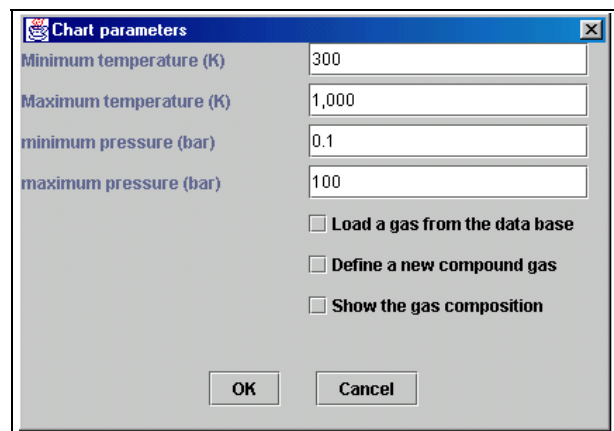 Chart parameters
Minimum temperature (K) 300
Maximum temperature (K) 1,000
minimum pressure (bar) 0.1
maximum pressure (bar) 100
Load a gas from the data base
Define a new compound gas
Show the gas composition
OK Cancel